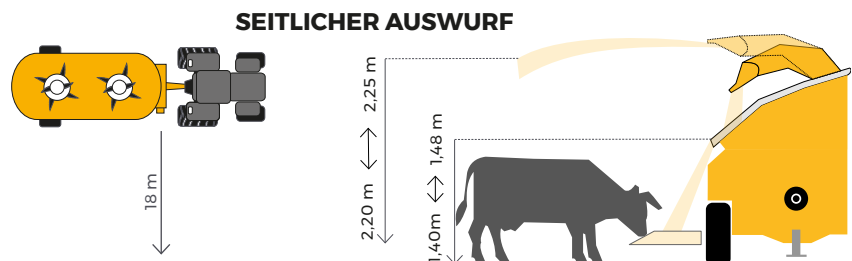 SEITLICHER AUSWURF
18 m
2,20 m ↔ 2,25 m
1,40m ↔ 1,48 m